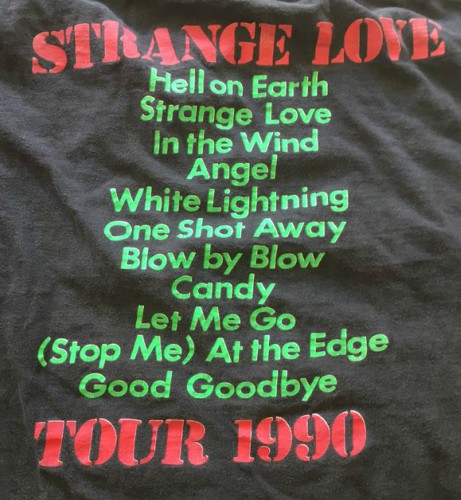 STRANGE LOVE
Hell on Earth
Strange Love
In the Wind
Angel
White Lightning
One Shot Away
Blow by Blow
Candy
Let Me Go
(Stop Me) At the Edge
Good Goodbye
TOUR 1990